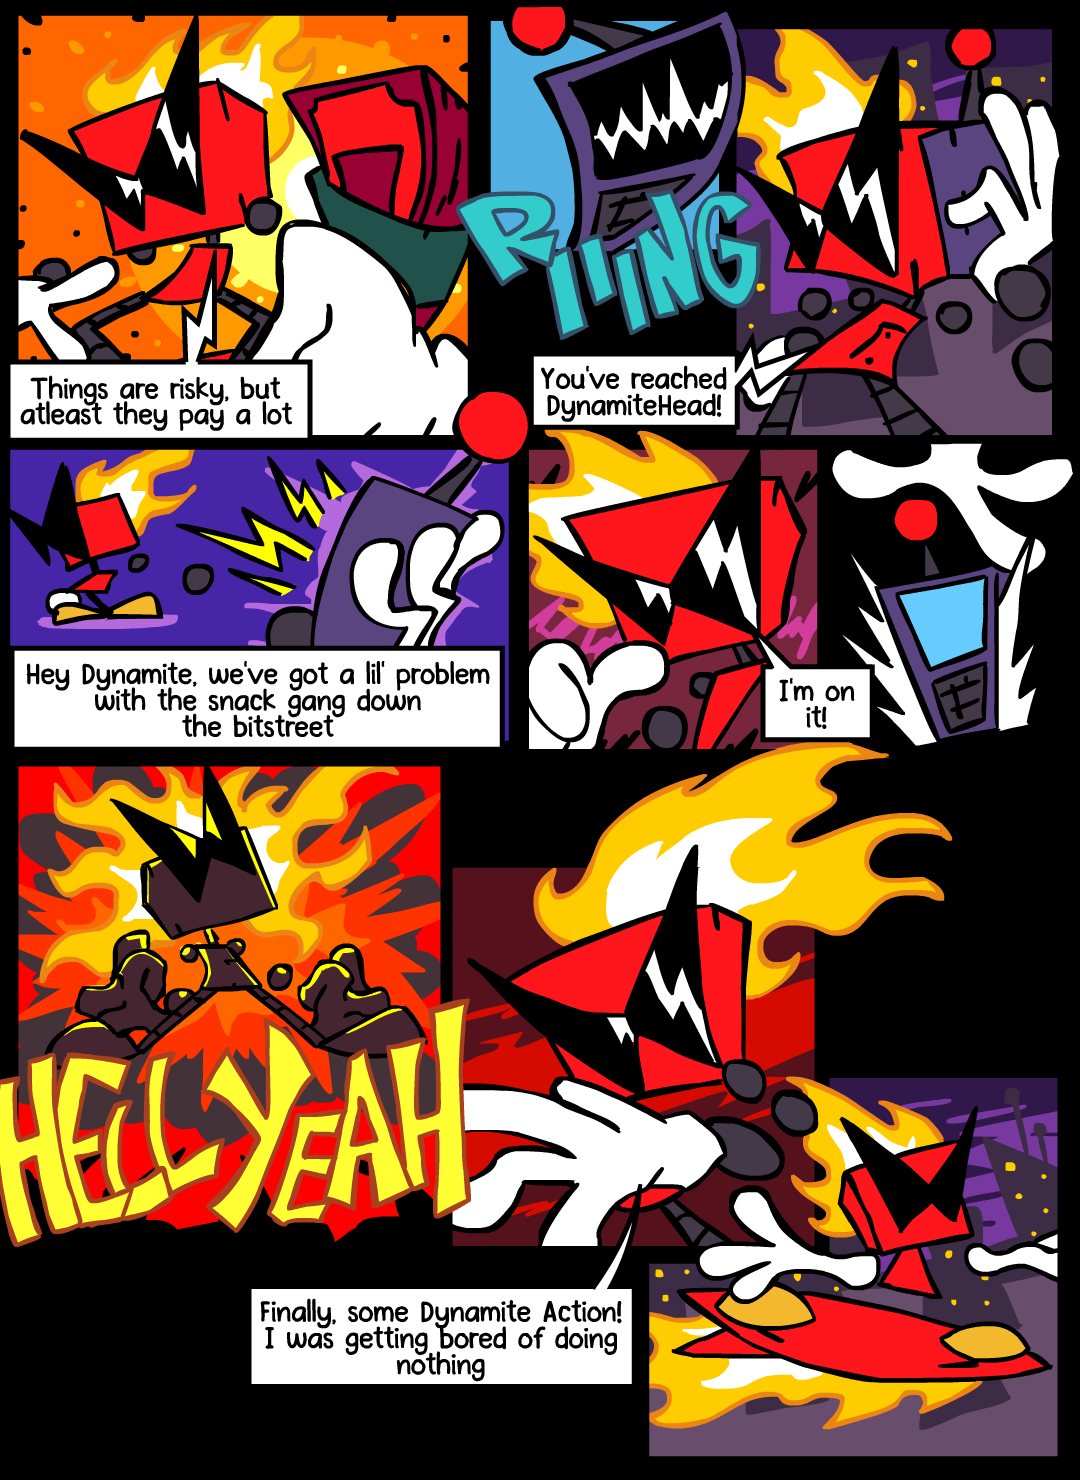 Things are risky, but
atleast they pay a lot
RIIING
You've reached
DynamiteHead!
Hey Dynamite, we've got a lil' problem
with the snack gang down
the bitstreet
I'm on
it!
HELL YEAH
Finally, some Dynamite Action!
I was getting bored of doing
nothing